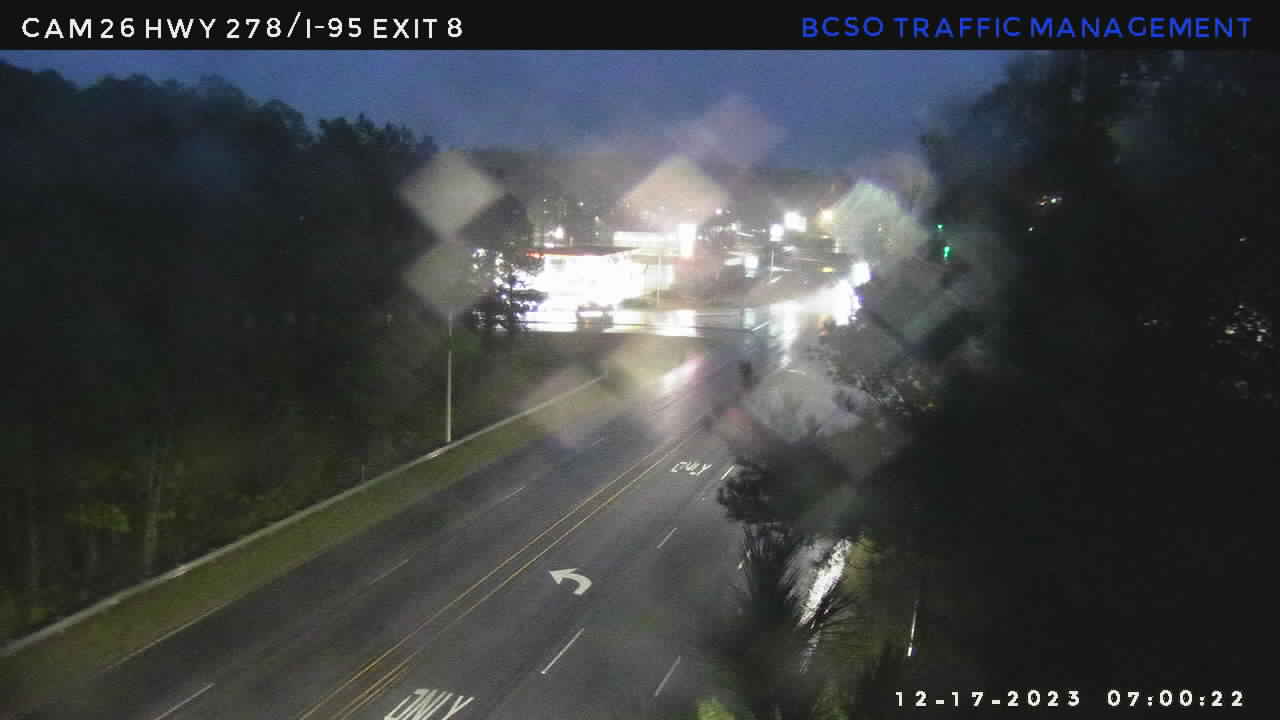 CAM 26 HWY 278/I-95 EXIT 8
BCSO TRAFFIC MANAGEMENT
ONLY
ONLY
12-17-2023 07:00:22